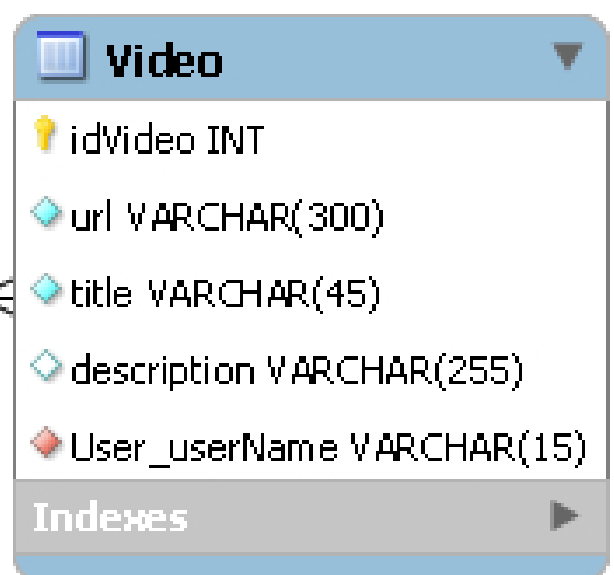 Video
idVideo INT
url VARCHAR(300)
title VARCHAR(45)
description VARCHAR(255)
User_userName VARCHAR(15)
Indexes